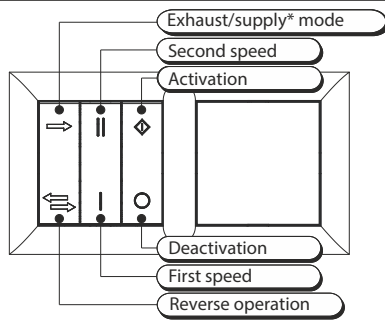 Exhaust/supply* mode
Second speed
Activation
Deactivation
First speed
Reverse operation